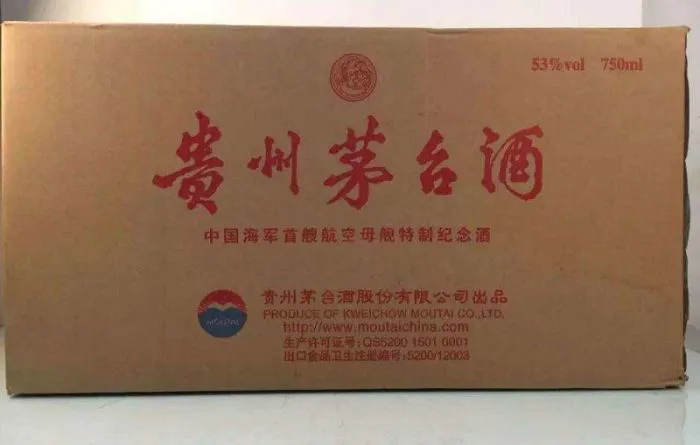 53%vol 750ml
贵州茅台酒
中国海军首艘航空母舰特制纪念酒
MOUTAI
贵州茅台酒股份有限公司出品
PRODUCE OF KWEICHOW MOUTAI CO.,LTD.
http://www.moutaichina.com
生产许可证号:QS5200 1501 0001
出口食品卫生注册编号:5200/12003